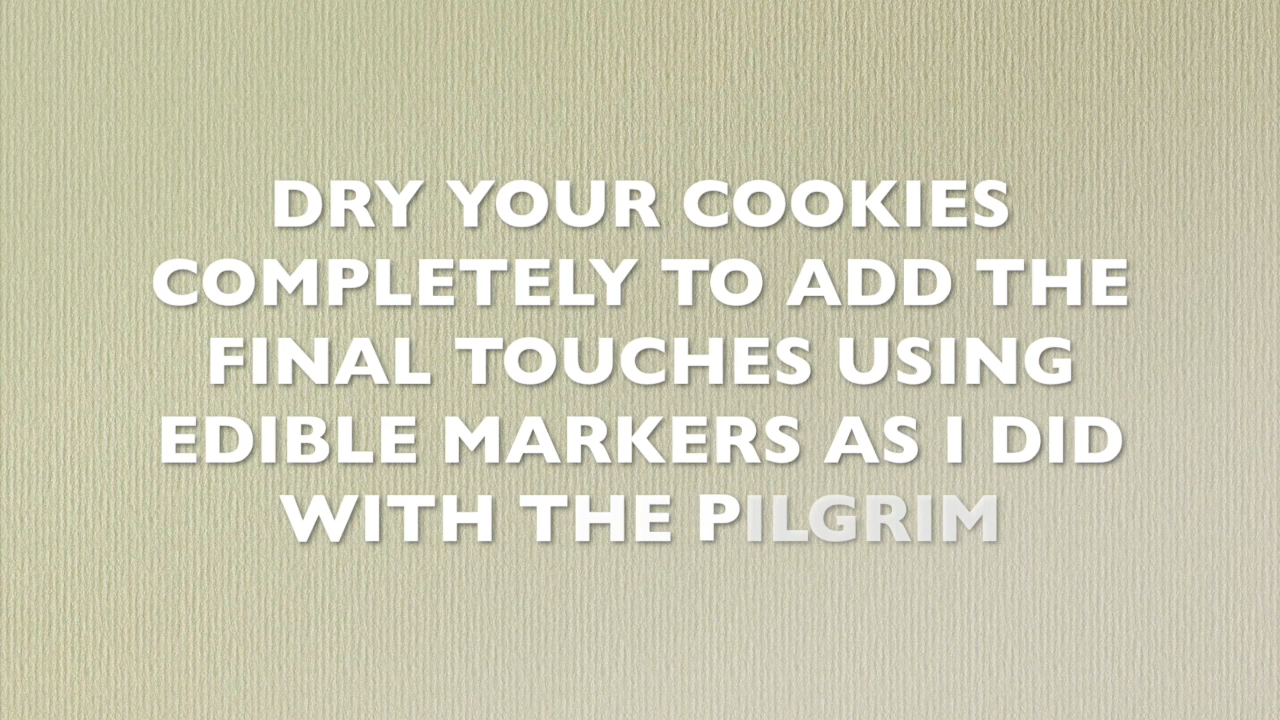 DRY YOUR COOKIES
COMPLETELY TO ADD THE
FINAL TOUCHES USING
EDIBLE MARKERS AS I DID
WITH THE PILGRIM